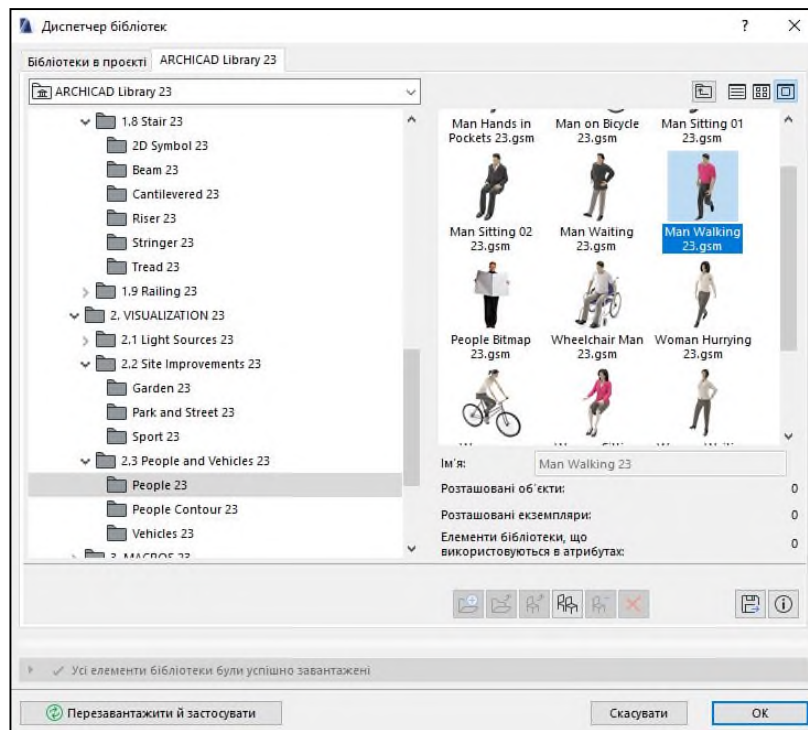 Диспетчер бібліотек
?
Бібліотеки в проєкті
ARCHICAD Library 23
ARCHICAD Library 23
1.8 Stair 23
2D Symbol 23
Beam 23
Cantilevered 23
Riser 23
Stringer 23
Tread 23
1.9 Railing 23
2. VISUALIZATION 23
2.1 Light Sources 23
2.2 Site Improvements 23
Garden 23
Park and Street 23
Sport 23
2.3 People and Vehicles 23
People 23
People Contour 23
Vehicles 23
3. MACROS 23
Man Hands in
Pockets 23.gsm
Man on Bicycle
23.gsm
Man Sitting 01
23.gsm
Man Sitting 02
23.gsm
Man Waiting
23.gsm
Man Walking
23.gsm
People Bitmap
23.gsm
Wheelchair Man
23.gsm
Woman Hurrying
23.gsm
Ім'я:
Man Walking 23
Розташовані об'єкти:
0
Розташовані екземпляри:
0
Елементи бібліотеки, що
використовуються в атрибутах:
0
Усі елементи бібліотеки були успішно завантажені
Перезавантажити й застосувати
Скасувати
ОК